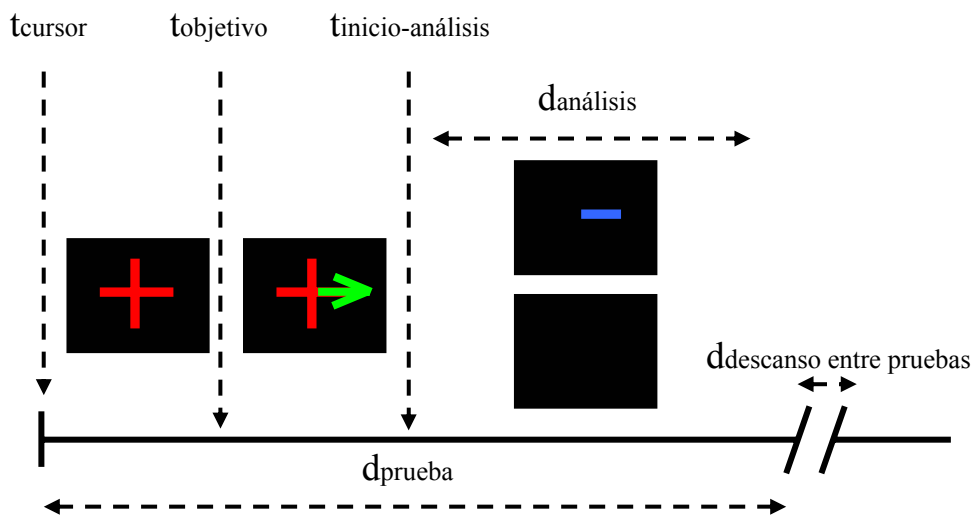 tcursor
tobjetivo
tinicio-análisis
danálisis
ddescanso entre pruebas
dprueba